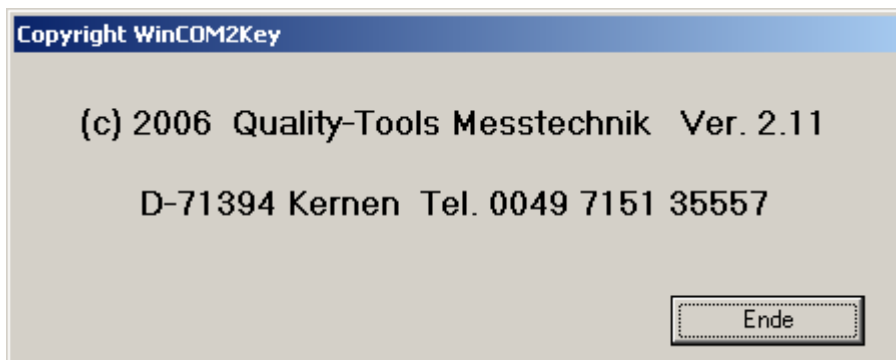 Copyright WinCOM2Key
(c) 2006 Quality-Tools Messtechnik Ver. 2.11
D-71394 Kernen Tel. 0049 7151 35557
Ende